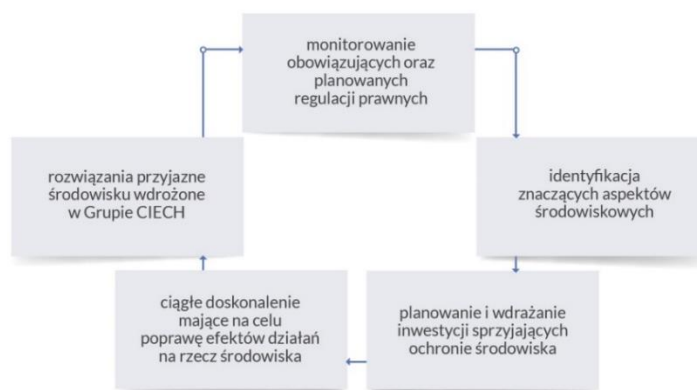 monitorowanie
obowiązujących oraz
planowanych
regulacji prawnych
identyfikacja
znaczących aspektów
środowiskowych
planowanie i wdrażanie
inwestycji sprzyjających
ochronie środowiska
ciągłe doskonalenie
mające na celu
poprawę efektów działań
na rzecz środowiska
rozwiązania przyjazne
środowisku wdrożone
w Grupie CIECH